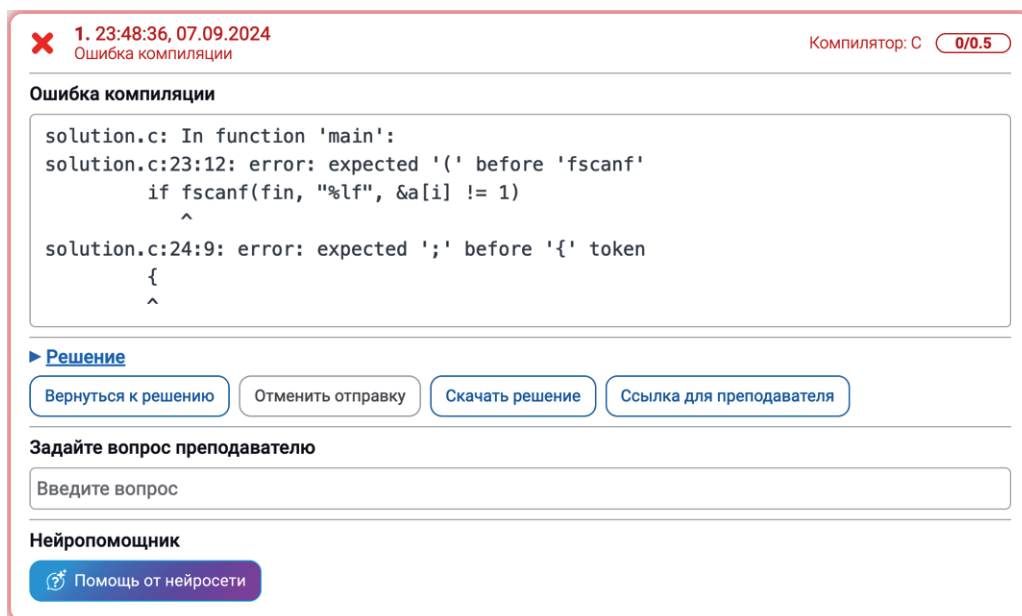 1. 23:48:36, 07.09.2024
Ошибка компиляции
Компилятор: C 0/0.5
Ошибка компиляции
solution.c: In function 'main':
solution.c:23:12: error: expected '(' before 'fscanf'
if fscanf(fin, "%lf", &a[i] != 1)
^
solution.c:24:9: error: expected ';' before '{' token
{
^
Решение
Вернуться к решению Отменить отправку Скачать решение Ссылка для преподавателя
Задайте вопрос преподавателю
Введите вопрос
Нейропомощник
Помощь от нейросети